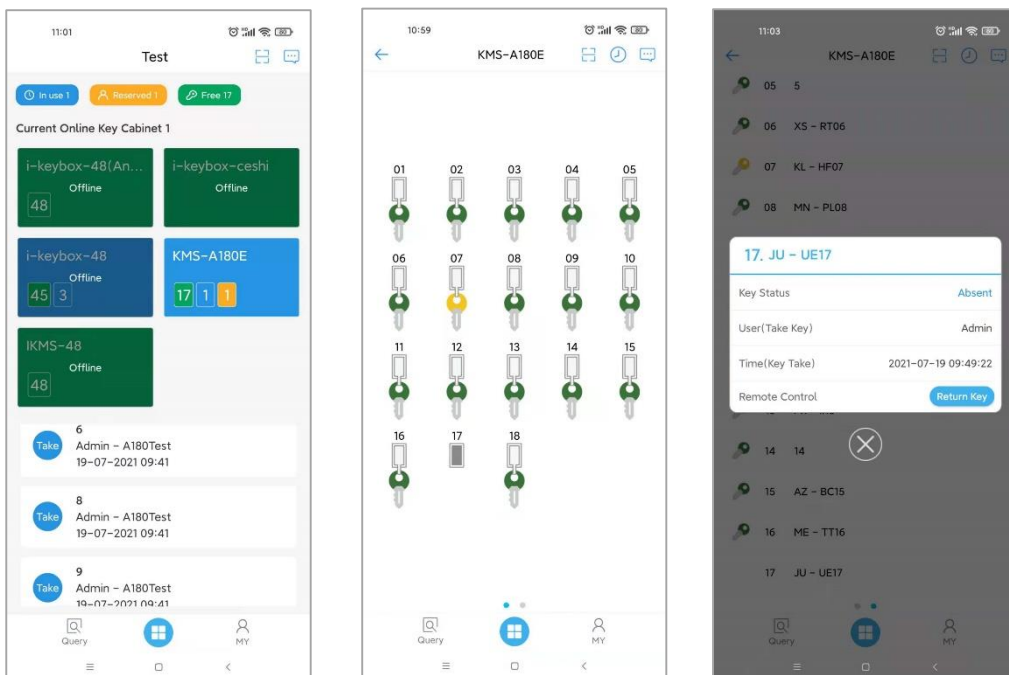 11:01
Test
In use 1
Reserved 1
Free 17
Current Online Key Cabinet 1
i-keybox-48(An...
Offline
48
i-keybox-ceshi
Offline
i-keybox-48
Offline
45 3
KMS-A180E
17 1 1
IKMS-48
Offline
48
6
Take
Admin - A180Test
19-07-2021 09:41
8
Take
Admin - A180Test
19-07-2021 09:41
9
Take
Admin - A180Test
19-07-2021 09:41
Query
MY
10:59
KMS-A180E
01 02 03 04 05
06 07 08 09 10
11 12 13 14 15
16 17 18
Query
MY
11:03
KMS-A180E
05 5
06 XS - RT06
07 KL - HF07
08 MN - PL08
17. JU - UE17
Key Status Absent
User(Take Key) Admin
Time(Key Take) 2021-07-19 09:49:22
Remote Control Return Key
14 14
15 AZ - BC15
16 ME - TT16
17 JU - UE17
Query
MY